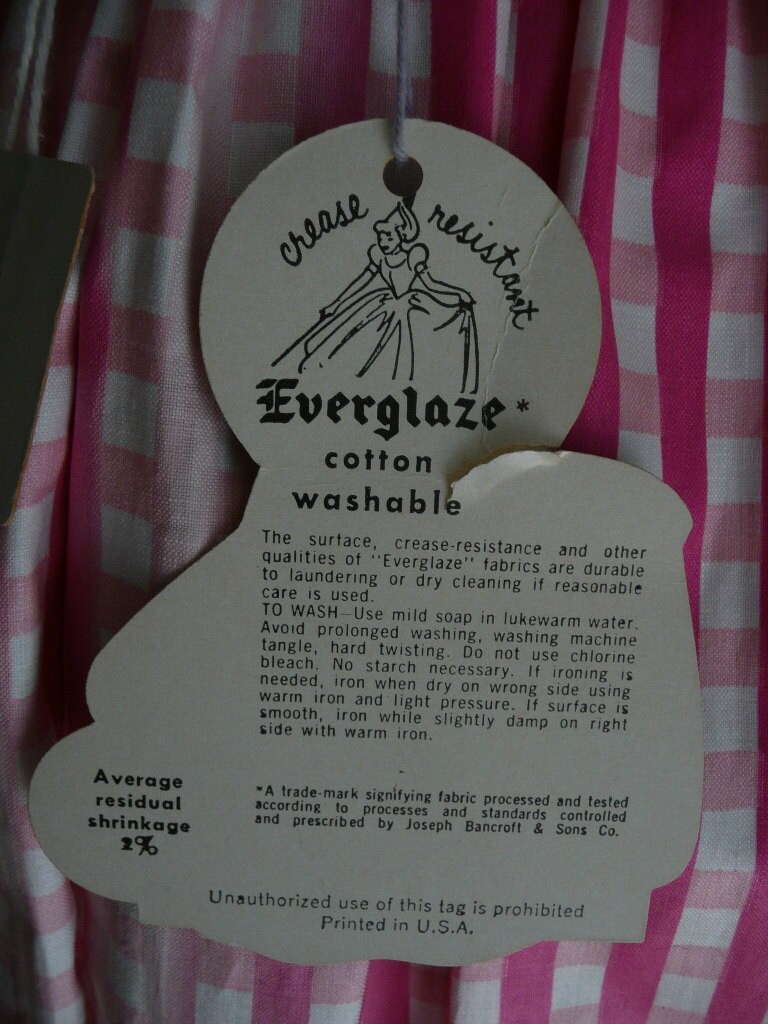 crease resistant
Everglaze*
cotton
washable
The surface, crease-resistance and other
qualities of "Everglaze" fabrics are durable
to laundering or dry cleaning if reasonable
care is used.
TO WASH—Use mild soap in lukewarm water.
Avoid prolonged washing, washing machine
tangle, hard twisting. Do not use chlorine
bleach. No starch necessary. If ironing is
needed, iron when dry on wrong side using
warm iron and light pressure. If surface is
smooth, iron while slightly damp on right
side with warm iron.
Average
residual
shrinkage
2%
*A trade-mark signifying fabric processed and tested
according to processes and standards controlled
and prescribed by Joseph Bancroft & Sons Co.
Unauthorized use of this tag is prohibited
Printed in U.S.A.